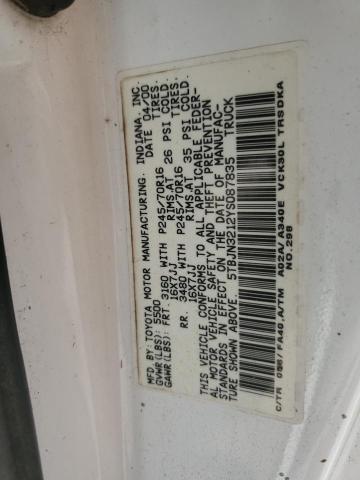 MFD.BY: TOYOTA MOTOR MANUFACTURING, INDIANA, INC.
GVWR(LBS): 5500 DATE 04/00
GAWR(LBS): FRT. 3160 WITH P245/70R16 TIRES.
16X7JJ RIMS,AT 26 PSI COLD
RR. 3480 WITH P245/70R16 TIRES.
16X7JJ RIMS,AT 35 PSI COLD
THIS VEHICLE CONFORMS TO ALL APPLICABLE FEDER-
AL MOTOR VEHICLE SAFETY AND THEFT PREVENTION
STANDARDS IN EFFECT ON THE DATE OF MANUFAC-
TURE SHOWN ABOVE. TRUCK
5TBJN3212YS087835
C/TR 056/FA40,A/TM A02A/A340E VCK30L TRSDKA
NO.298